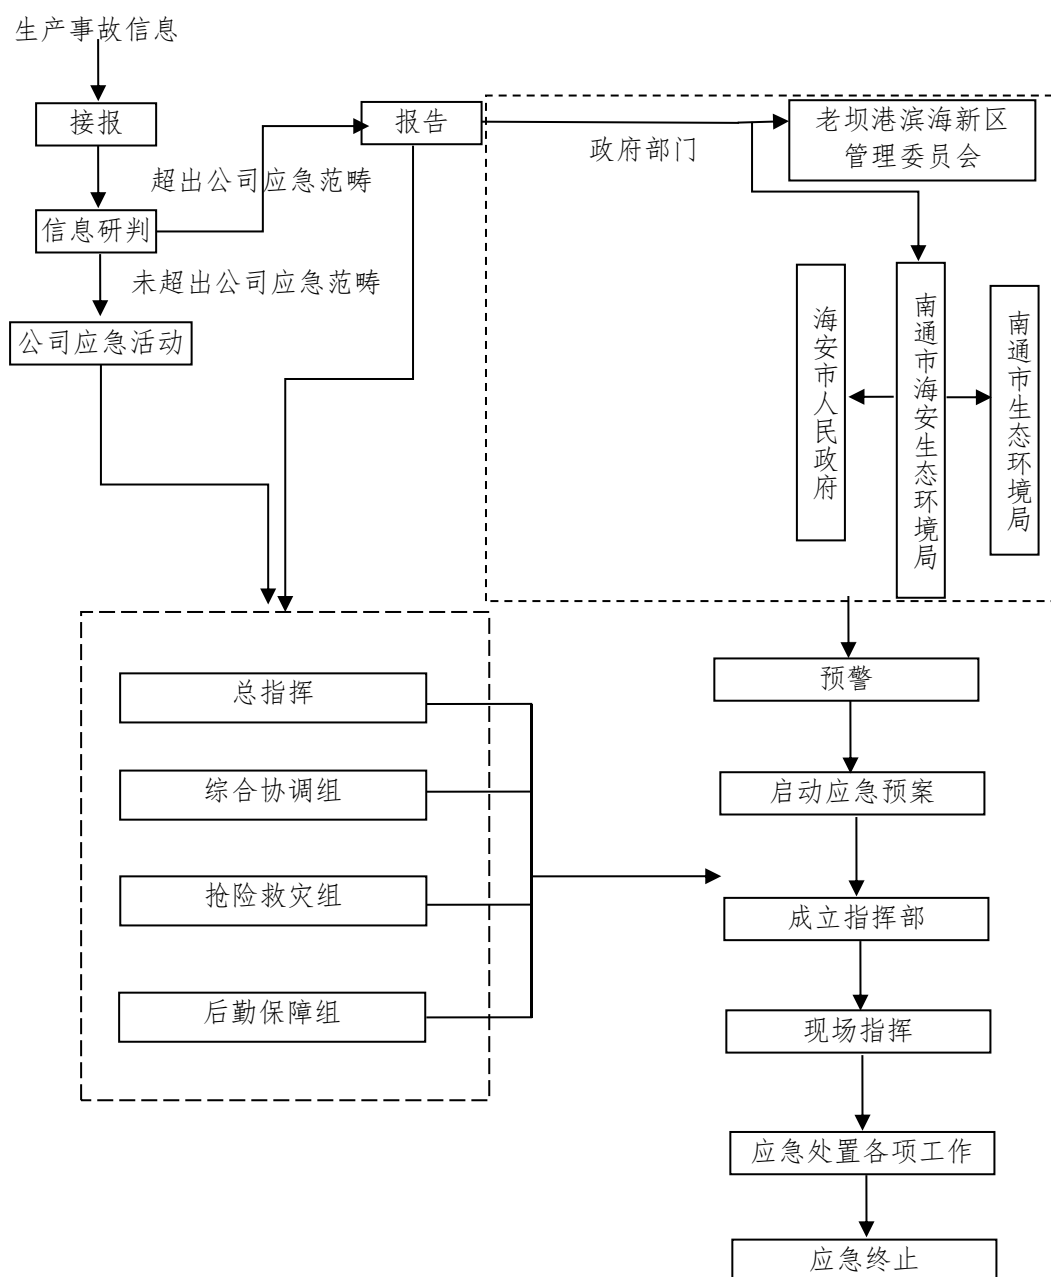 生产事故信息
接报
报告
老坝港滨海新区
管理委员会
政府部门
超出公司应急范畴
信息研判
未超出公司应急范畴
公司应急活动
海安市人民政府
南通市海安生态环境局
南通市生态环境局
预警
总指挥
综合协调组
启动应急预案
抢险救灾组
成立指挥部
后勤保障组
现场指挥
应急处置各项工作
应急终止